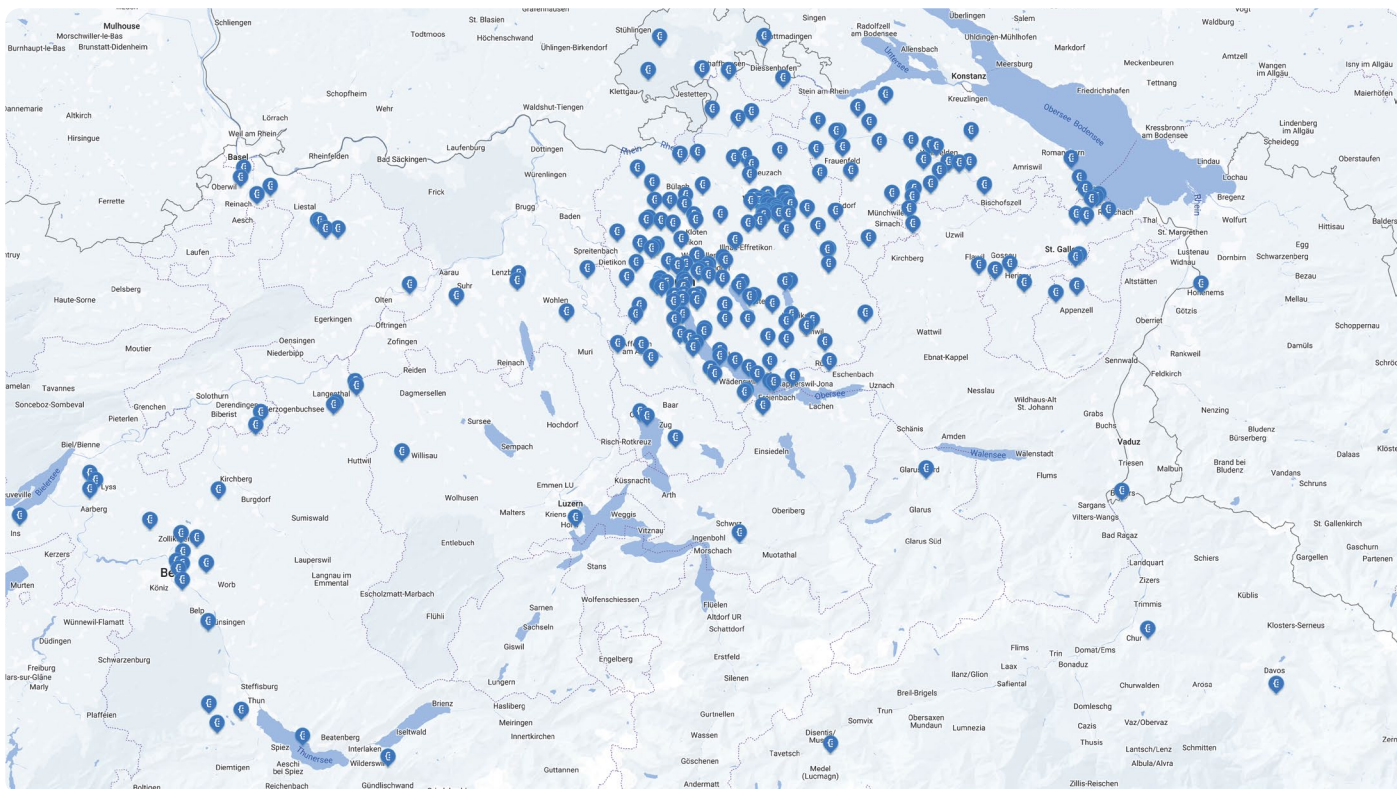 Mulhouse
Morschwiller-le-Bas
Burnhaupt-le-Bas
Brunstatt-Didenheim
Schliengen
Todtmoos
St. Blasien
Höchenschwand
Ühlingen-Birkendorf
Stühlingen
Singen
Radolfzell
am Bodensee
Allensbach
Untersee
Überlingen
Salem
Uhldingen-Mühlhofen
Meersburg
Markdorf
Waldburg
Amtzell
Meckenbeuren
Tettnang
Wangen
im Allgäu
Isny im Allgäu
Maierhöfen
Konstanz
Kreuzlingen
Friedrichshafen
Obersee Bodensee
Kressbronn
am Bodensee
Lindenberg
im Allgäu
Scheidegg
Oberstaufen
Lindau
Lochau
Bregenz
Rhein
Wolfurt
Diessenhofen
Stein am Rhein
Klettgau
Jestetten
Schopfheim
Wehr
Waldshut-Tiengen
Dannemarie
Altkirch
Hirsingue
Lörrach
Weil am Rhein
Basel
Rheinfelden
Bad Säckingen
Laufenburg
Döttingen
Würenlingen
Rhein
Frauenfeld
Amriswil
Bischofszell
Oberwil
Reinach
Aesch
Liestal
Frick
Brugg
Baden
Bülach
Kloten
Ferrette
Laufen
Spreitenbach
Dietikon
Illnau-Effretikon
Münchwilen
Sirnach
Uzwil
Kirchberg
Thal
St. Margrethen
Lustenau
Widnau
Dornbirn
Egg
Schwarzenberg
Bezau
Mellau
Hohenems
Götzis
Altstätten
Appenzell
Oberriet
Delsberg
Haute-Sorne
Aarau
Suhr
Olten
Oftringen
Zofingen
Egerkingen
Wohlen
Muri
Wattwil
Ebnat-Kappel
Rankweil
Feldkirch
Sennwald
Schoppernau
Damüls
Moutier
Oensingen
Niederbipp
Reiden
Reinach
Tavannes
Sonceboz-Sombeval
Grenchen
Pieterlen
Solothurn
Derendingen
Biberist
Herzogenbuchsee
Langenthal
Dagmersellen
Eschenbach
Uznach
Obersee
Lachen
Nesslau
Wildhaus-Alt
St. Johann
Grabs
Buchs
Nenzing
Bludenz
Bürserberg
Dalaas
Biel/Bienne
Bielersee
Lyss
Aarberg
Ins
Kerzers
Murten
Huttwil
Willisau
Sursee
Sempach
Hochdorf
Baar
Zug
Risch-Rotkreuz
Küssnacht
Arth
Einsiedeln
Schänis
Amden
Walensee
Walenstadt
Flums
Vaduz
Triesen
Malbun
Brand bei
Bludenz
Vandans
Schruns
Kirchberg
Burgdorf
Sumiswald
Wolhusen
Emmen LU
Malters
Luzern
Kriens
Weggis
Vitznau
Schwyz
Ingenbohl
Morschach
Muotathal
Oberiberg
Glarus
Glarus Süd
Sargans
Vilters-Wangs
Bad Ragaz
Landquart
Zizers
Trimmis
Schiers
St. Gallenkirch
Gaschurn
Gargellen
Partenen
Küblis
Klosters-Serneus
Köniz
Worb
Lauperswil
Langnau im
Emmental
Entlebuch
Escholzmatt-Marbach
Flühli
Stans
Wolfenschiessen
Sarnen
Sachseln
Giswil
Lungern
Engelberg
Flüelen
Altdorf UR
Schattdorf
Erstfeld
Silenen
Belp
Wünnewil-Flamatt
Düdingen
Freiburg
Marly
Schwarzenburg
Plaffeien
Steffisburg
Thun
Spiez
Thunersee
Aeschi
bei Spiez
Beatenberg
Interlaken
Wilderswil
Brienz
Iseltwald
Hasliberg
Meiringen
Innertkirchen
Guttannen
Gurtnellen
Wassen
Göschenen
Andermatt
Diemtigen
Reichenbach
Boltigen
Gündlischwand
Disentis/
Tavetsch
Medel
(Lucmagn)
Somvix
Trun
Breil-Brigels
Obersaxen
Mundaun
Lumnezia
Ilanz/Glion
Laax
Flims
Safiental
Trin
Bonaduz
Domat/Ems
Chur
Churwalden
Arosa
Davos
Domleschg
Cazis
Thusis
Vaz/Obervaz
Lantsch/Lenz
Albula/Alvra
Schmitten
Zillis-Reischen